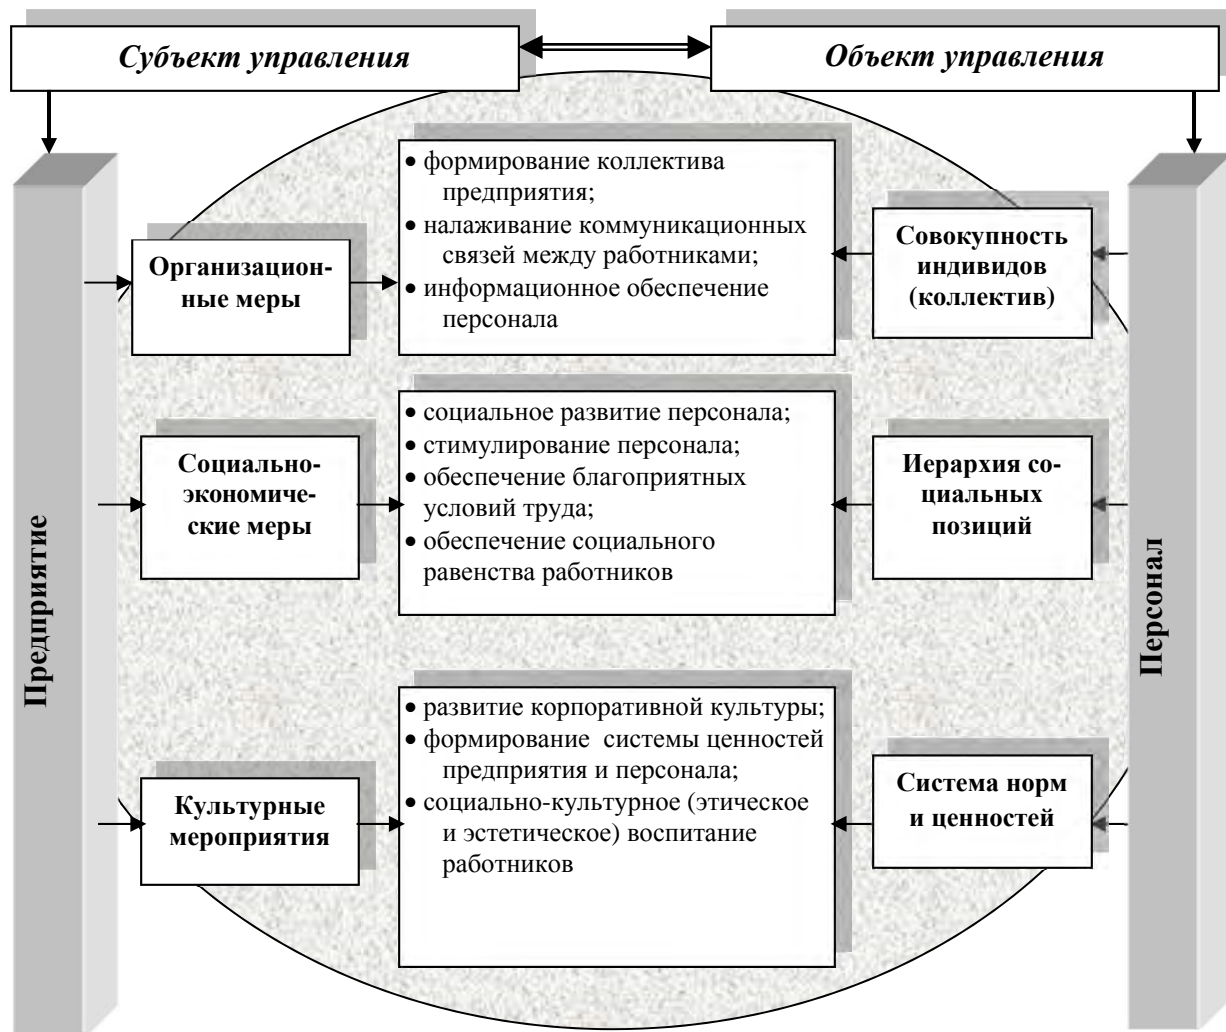 Субъект управления
Объект управления
Предприятие
Организацион-
ные меры
• формирование коллектива
предприятия;
• налаживание коммуникационных
связей между работниками;
• информационное обеспечение
персонала
Совокупность
индивидов
(коллектив)
Социально-
экономиче-
ские меры
• социальное развитие персонала;
• стимулирование персонала;
• обеспечение благоприятных
условий труда;
• обеспечение социального
равенства работников
Иерархия со-
циальных
позиций
Культурные
мероприятия
• развитие корпоративной культуры;
• формирование системы ценностей
предприятия и персонала;
• социально-культурное (этическое
и эстетическое) воспитание
работников
Система норм
и ценностей
Персонал